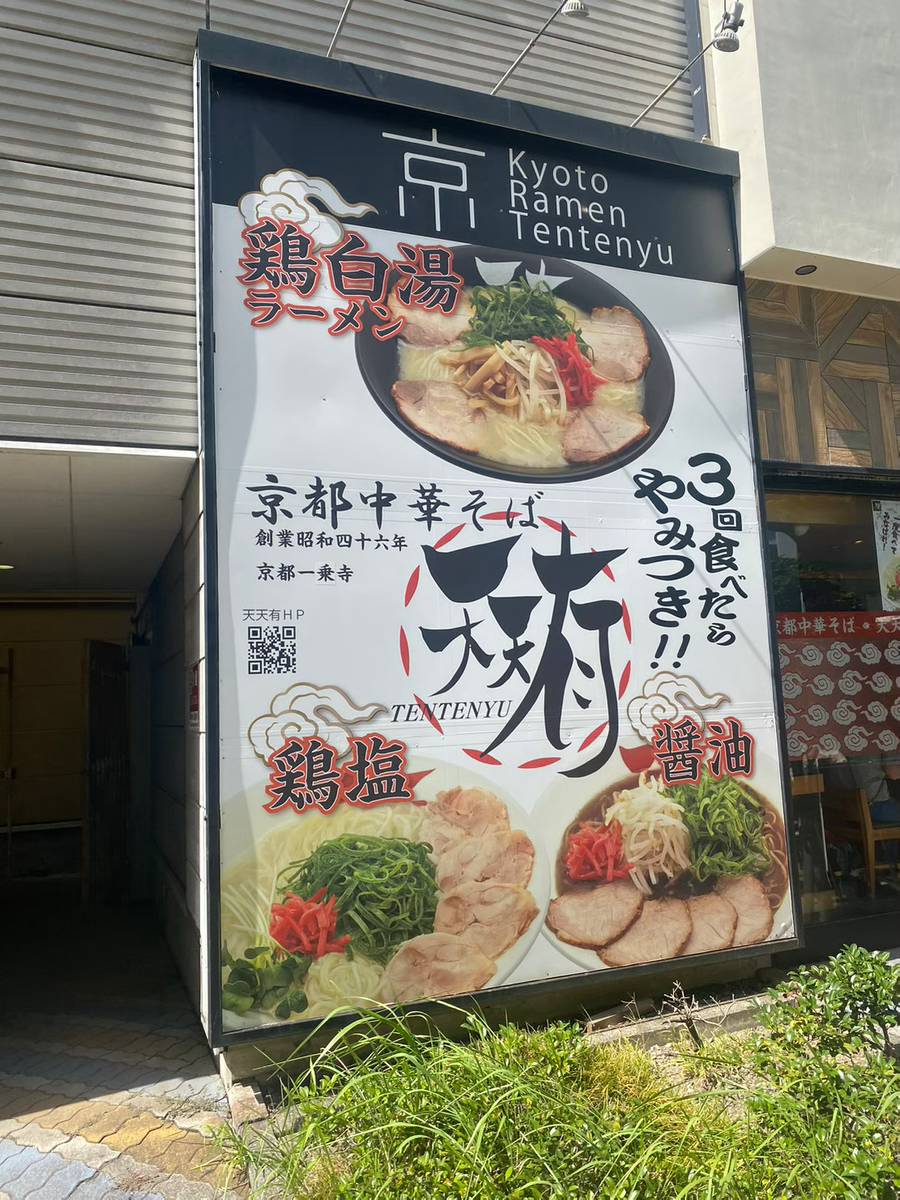 京
Kyoto
Ramen
Tentenyu
鶏白湯
ラーメン
3回食べたら
やみつき!!
京都中華そば
創業昭和四十六年
京都一乗寺
天天有HP
天天有
TENTENYU
鶏塩
醤油
京都中華そば